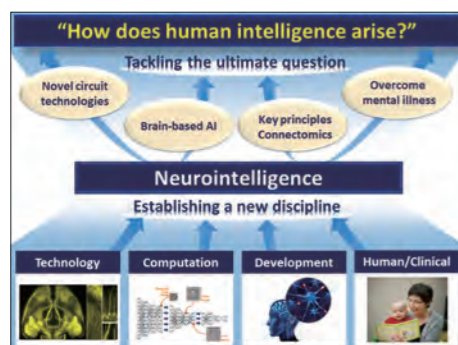 “How does human intelligence arise?”
Tackling the ultimate question
Novel circuit
technologies
Brain-based AI
Key principles
Connectomics
Overcome
mental illness
Neurointelligence
Establishing a new discipline
Technology
Computation
Development
Human/Clinical